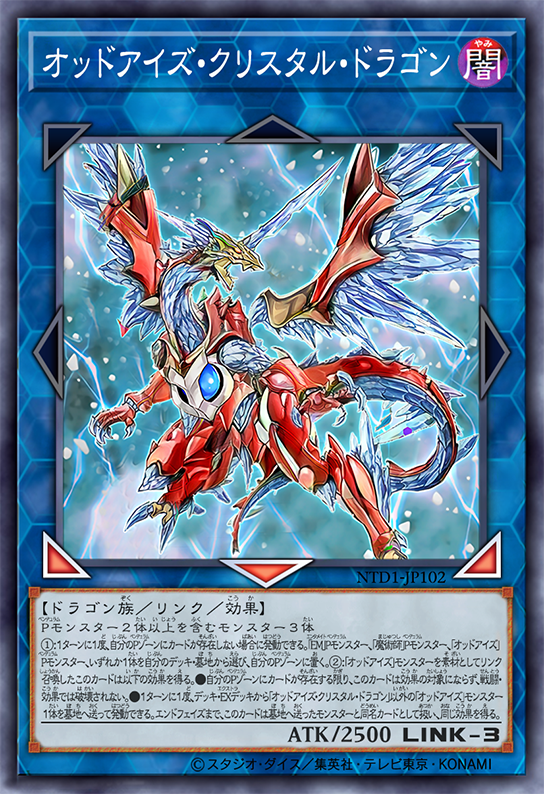 オッドアイズ・クリスタル・ドラゴン
闇
NTD1-JP102
【ドラゴン族／リンク／効果】
Pモンスター2体以上を含むモンスター3体
①：1ターンに1度、自分のPゾーンにカードが存在しない場合に発動できる。「EM」Pモンスター、「魔術師」Pモンスター、「オッドアイズ」
Pモンスター、いずれか1体を自分のデッキ・墓地から選び、自分のPゾーンに置く。②：「オッドアイズ」モンスターを素材としてリンク
召喚したこのカードは以下の効果を得る。●自分のPゾーンにカードが存在する限り、このカードは効果の対象にならず、戦闘・
効果では破壊されない。●1ターンに1度、デッキ・EXデッキから「オッドアイズ・クリスタル・ドラゴン」以外の「オッドアイズ」モンスター
1体を墓地へ送って発動できる。エンドフェイズまで、このカードは墓地へ送ったモンスターと同名カードとして扱い、同じ効果を得る。
ATK/2500 LINK-3
©スタジオ・ダイス/集英社・テレビ東京・KONAMI